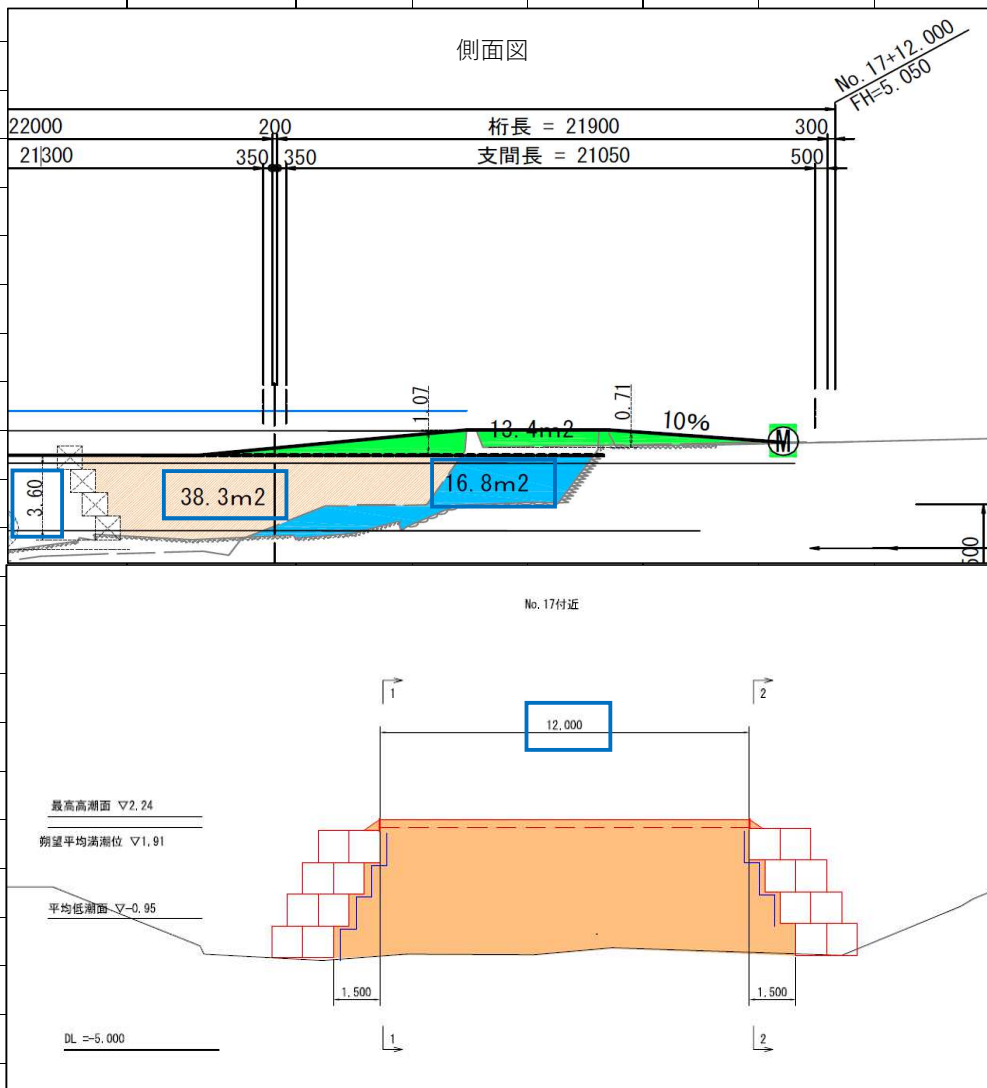 側面図
No.17+12.000
FH=5.050
22000
200
桁長 = 21900
300
21300
350
350
支間長 = 21050
500
1.07
0.71
13.4m2
10%
M
3.60
38.3m2
16.8m2
500
No.17付近
1
2
12,000
最高高潮面 ▽2.24
朔望平均満潮位 ▽1.91
平均低潮面 ▽-0.95
1,500
1,500
DL =-5.000
1
2